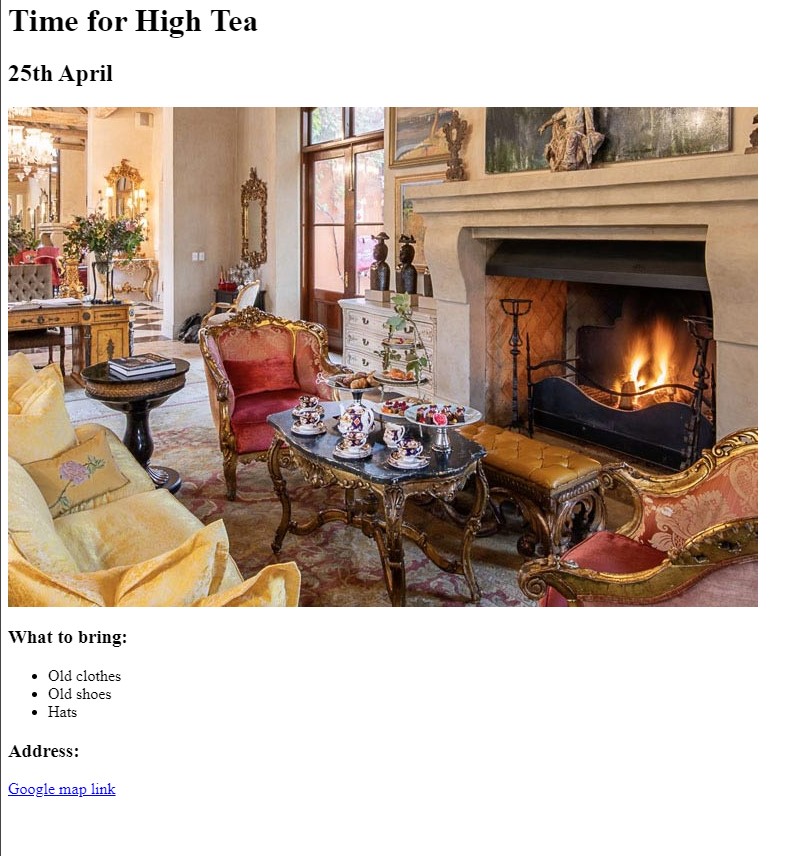 Time for High Tea
25th April
What to bring:
Old clothes
Old shoes
Hats
Address:
Google map link